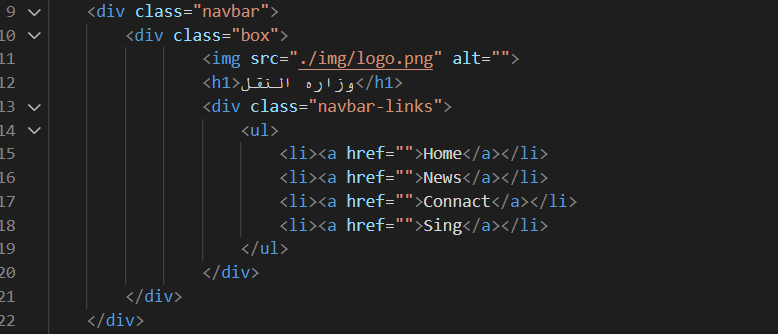 9 <div class="navbar">
10 <div class="box">
11 <img src="./img/logo.png" alt="">
12 <h1>وزاره النقل</h1>
13 <div class="navbar-links">
14 <ul>
15 <li><a href="">Home</a></li>
16 <li><a href="">News</a></li>
17 <li><a href="">Connact</a></li>
18 <li><a href="">Sing</a></li>
19 </ul>
20 </div>
21 </div>
22 </div>